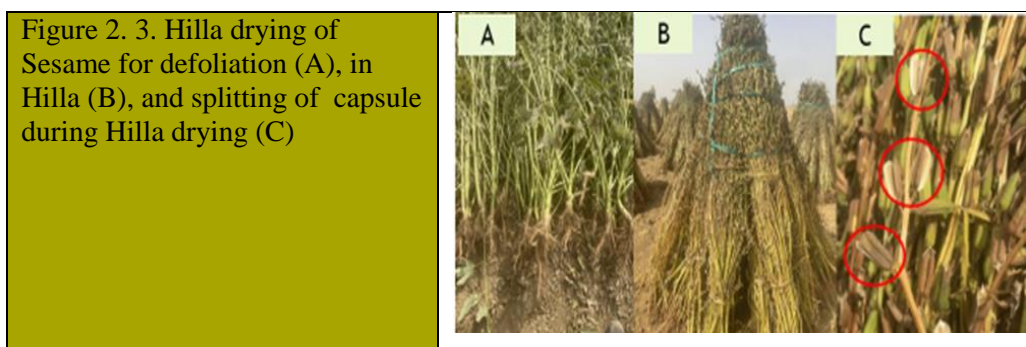 Figure 2. 3. Hilla drying of
Sesame for defoliation (A), in
Hilla (B), and splitting of capsule
during Hilla drying (C)
A B C